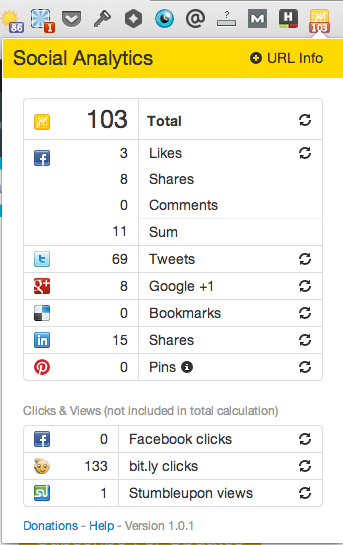 86 1 @ ? M H 103
Social Analytics URL Info
103 Total
3 Likes
8 Shares
0 Comments
11 Sum
69 Tweets
8 Google +1
0 Bookmarks
15 Shares
0 Pins
Clicks & Views (not included in total calculation)
0 Facebook clicks
133 bit.ly clicks
1 Stumbleupon views
Donations - Help - Version 1.0.1